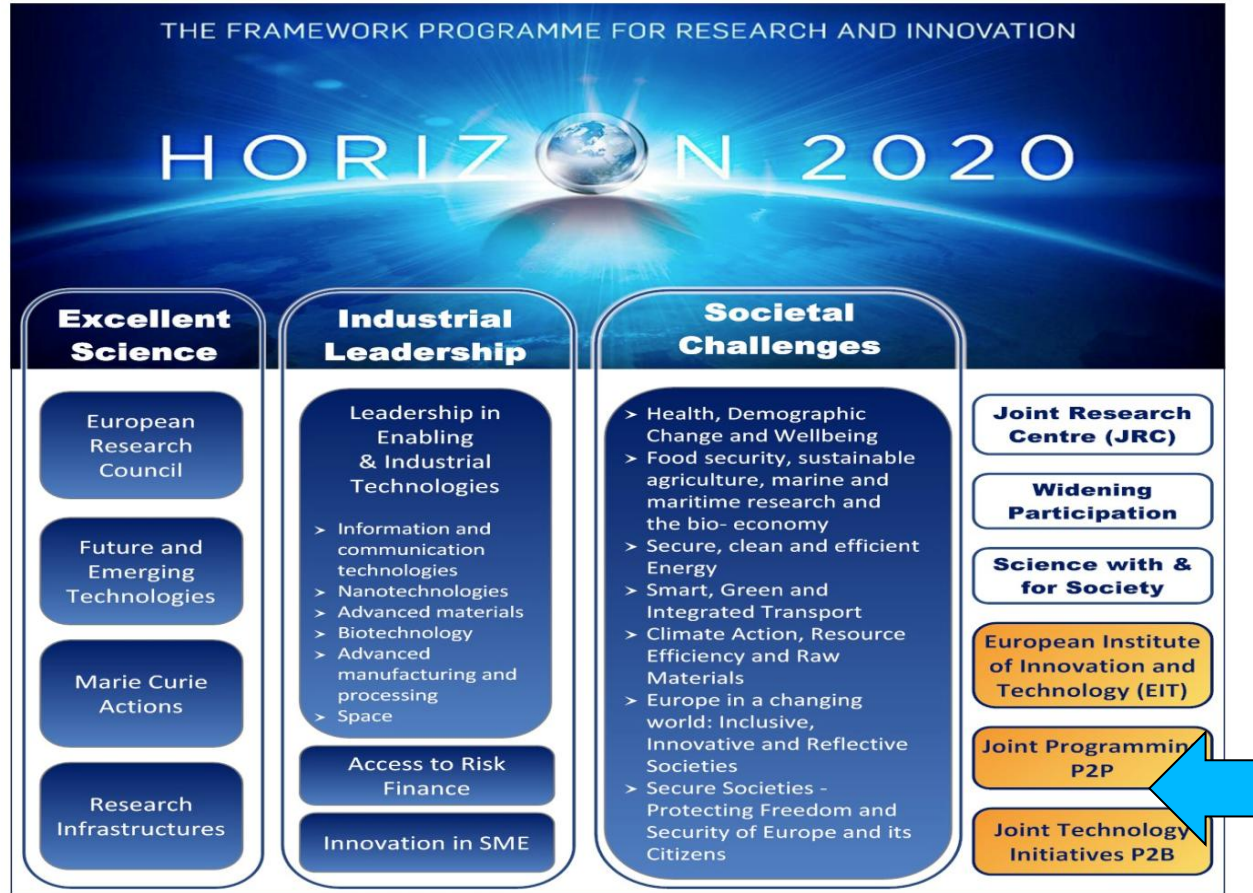 THE FRAMEWORK PROGRAMME FOR RESEARCH AND INNOVATION
HORIZON 2020
Excellent
Science
European
Research
Council
Future and
Emerging
Technologies
Marie Curie
Actions
Research
Infrastructures
Industrial
Leadership
Leadership in
Enabling
& Industrial
Technologies
➢ Information and
communication
technologies
➢ Nanotechnologies
➢ Advanced materials
➢ Biotechnology
➢ Advanced
manufacturing and
processing
➢ Space
Access to Risk
Finance
Innovation in SME
Societal
Challenges
➢ Health, Demographic
Change and Wellbeing
➢ Food security, sustainable
agriculture, marine and
maritime research and
the bio- economy
➢ Secure, clean and efficient
Energy
➢ Smart, Green and
Integrated Transport
➢ Climate Action, Resource
Efficiency and Raw
Materials
➢ Europe in a changing
world: Inclusive,
Innovative and Reflective
Societies
➢ Secure Societies -
Protecting Freedom and
Security of Europe and its
Citizens
Joint Research
Centre (JRC)
Widening
Participation
Science with &
for Society
European Institute
of Innovation and
Technology (EIT)
Joint Programmin
P2P
Joint Technology
Initiatives P2B